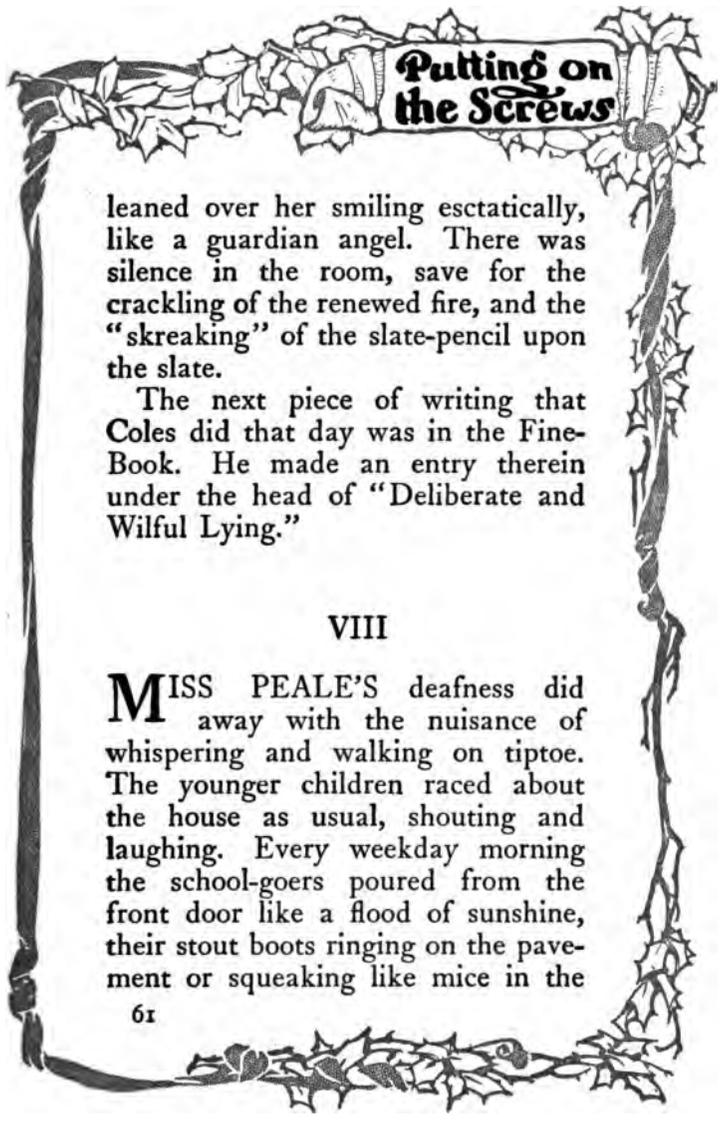 Putting on
the Screws
leaned over her smiling esctatically,
like a guardian angel. There was
silence in the room, save for the
crackling of the renewed fire, and the
“skreaking” of the slate-pencil upon
the slate.
The next piece of writing that
Coles did that day was in the Fine-
Book. He made an entry therein
under the head of “Deliberate and
Wilful Lying.”
VIII
MISS PEALE’S deafness did
away with the nuisance of
whispering and walking on tiptoe.
The younger children raced about
the house as usual, shouting and
laughing. Every weekday morning
the school-goers poured from the
front door like a flood of sunshine,
their stout boots ringing on the pave-
ment or squeaking like mice in the
61